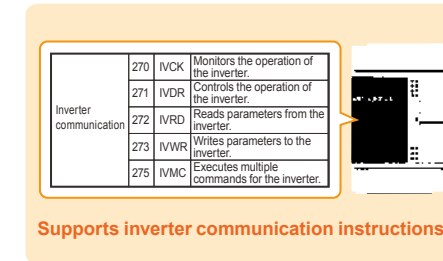 Inverter communication
270 IVCK Monitors the operation of the inverter.
271 IVDR Controls the operation of the inverter.
272 IVRD Reads parameters from the inverter.
273 IVWR Writes parameters to the inverter.
275 IVMC Executes multiple commands for the inverter.
Supports inverter communication instructions